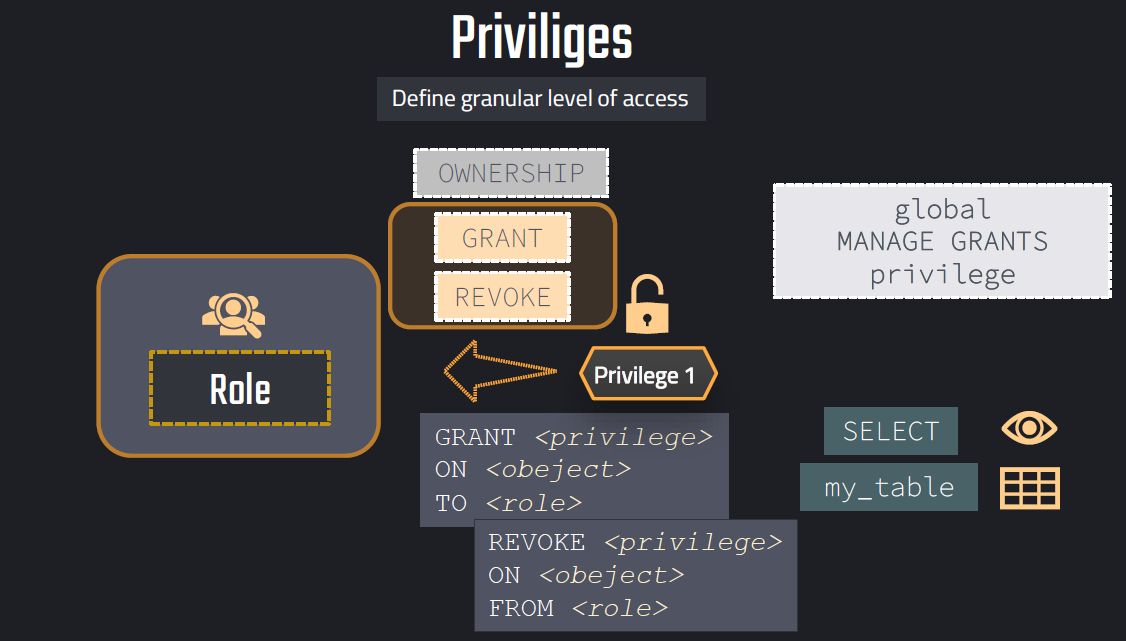 Priviliges
Define granular level of access
OWNERSHIP
GRANT
REVOKE
global
MANAGE GRANTS
privilege
Role
Privilege 1
GRANT <privilege>
ON <obeject>
TO <role>
SELECT
my_table
REVOKE <privilege>
ON <obeject>
FROM <role>